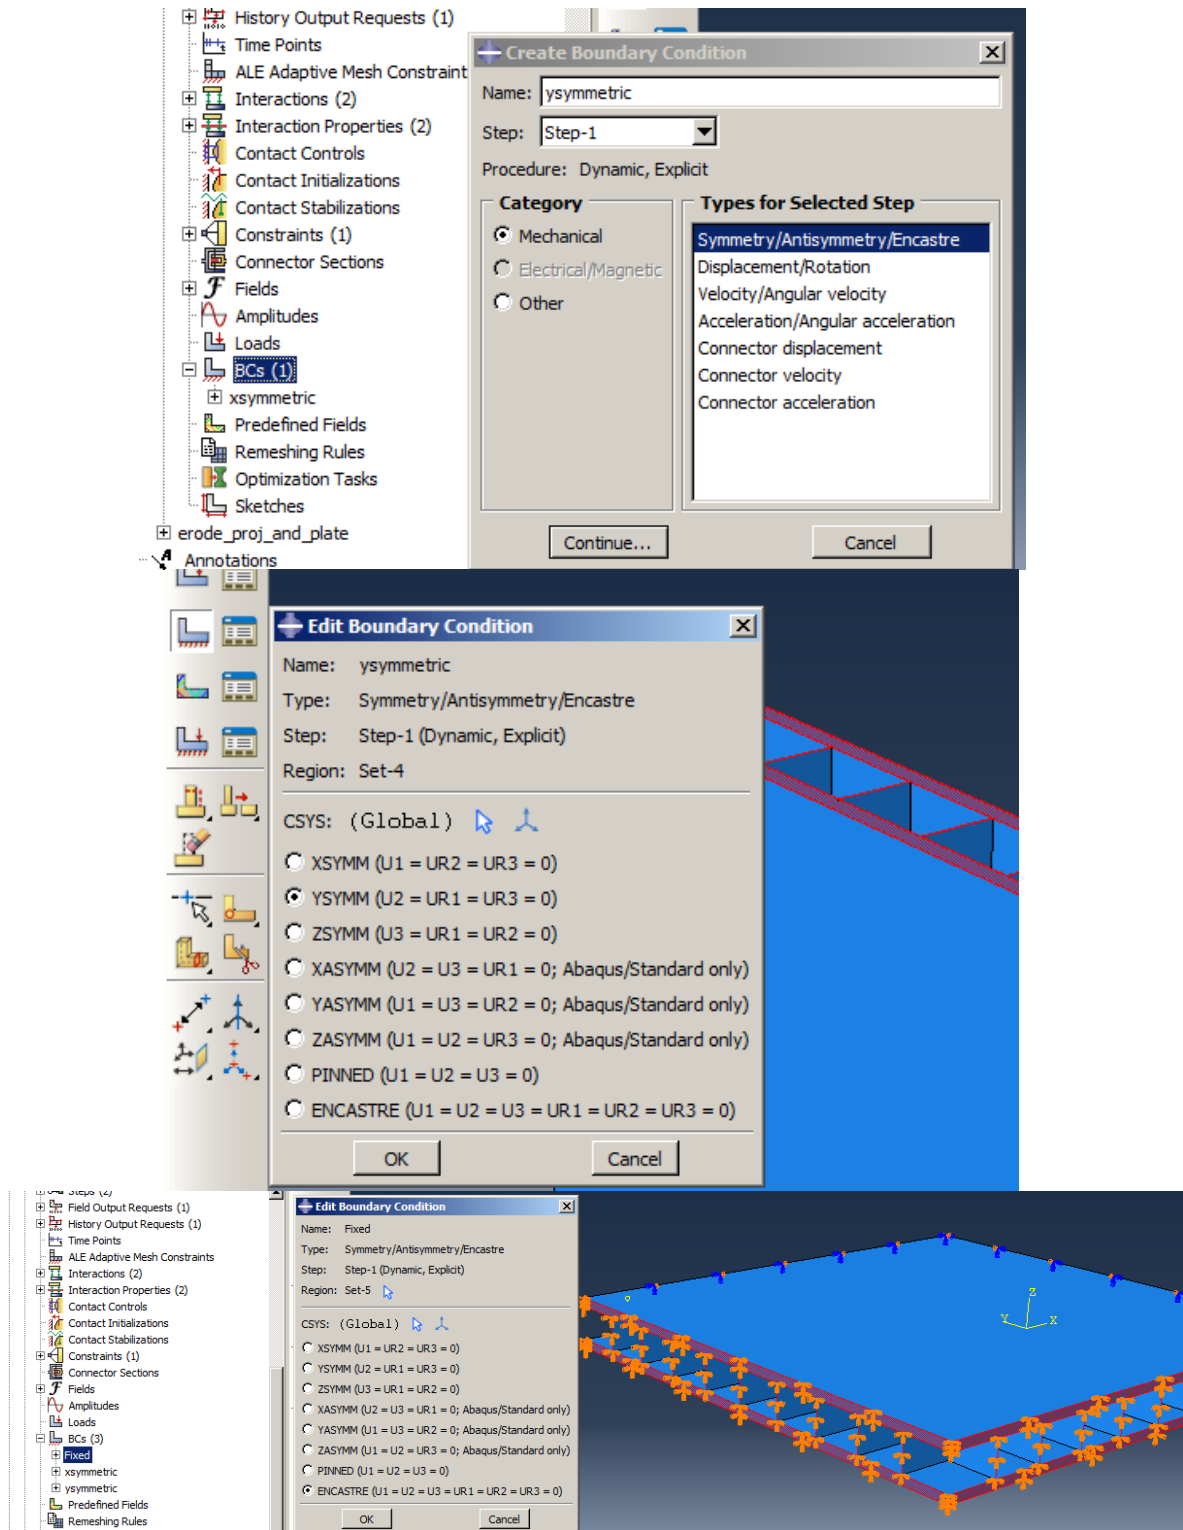 History Output Requests (1)
Time Points
ALE Adaptive Mesh Constraint
Interactions (2)
Interaction Properties (2)
Contact Controls
Contact Initializations
Contact Stabilizations
Constraints (1)
Connector Sections
Fields
Amplitudes
Loads
BCs (1)
xsymmetric
Predefined Fields
Remeshing Rules
Optimization Tasks
Sketches
erode_proj_and_plate
Annotations
Create Boundary Condition
Name: ysymmetric
Step: Step-1
Procedure: Dynamic, Explicit
Category
Mechanical
Electrical/Magnetic
Other
Types for Selected Step
Symmetry/Antisymmetry/Encastre
Displacement/Rotation
Velocity/Angular velocity
Acceleration/Angular acceleration
Connector displacement
Connector velocity
Connector acceleration
Continue... Cancel
Edit Boundary Condition
Name: ysymmetric
Type: Symmetry/Antisymmetry/Encastre
Step: Step-1 (Dynamic, Explicit)
Region: Set-4
CSYS: (Global)
XSYMM (U1 = UR2 = UR3 = 0)
YSYMM (U2 = UR1 = UR3 = 0)
ZSYMM (U3 = UR1 = UR2 = 0)
XASYMM (U2 = U3 = UR1 = 0; Abaqus/Standard only)
YASYMM (U1 = U3 = UR2 = 0; Abaqus/Standard only)
ZASYMM (U1 = U2 = UR3 = 0; Abaqus/Standard only)
PINNED (U1 = U2 = U3 = 0)
ENCASTRE (U1 = U2 = U3 = UR1 = UR2 = UR3 = 0)
OK Cancel
Steps (2)
Field Output Requests (1)
History Output Requests (1)
Time Points
ALE Adaptive Mesh Constraints
Interactions (2)
Interaction Properties (2)
Contact Controls
Contact Initializations
Contact Stabilizations
Constraints (1)
Connector Sections
Fields
Amplitudes
Loads
BCs (3)
Fixed
xsymmetric
ysymmetric
Predefined Fields
Remeshing Rules
Edit Boundary Condition
Name: Fixed
Type: Symmetry/Antisymmetry/Encastre
Step: Step-1 (Dynamic, Explicit)
Region: Set-5
CSYS: (Global)
XSYMM (U1 = UR2 = UR3 = 0)
YSYMM (U2 = UR1 = UR3 = 0)
ZSYMM (U3 = UR1 = UR2 = 0)
XASYMM (U2 = U3 = UR1 = 0; Abaqus/Standard only)
YASYMM (U1 = U3 = UR2 = 0; Abaqus/Standard only)
ZASYMM (U1 = U2 = UR3 = 0; Abaqus/Standard only)
PINNED (U1 = U2 = U3 = 0)
ENCASTRE (U1 = U2 = U3 = UR1 = UR2 = UR3 = 0)
OK Cancel
Z
Y X